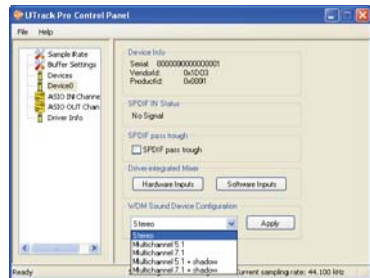 UTrack Pro Control Panel
File Help
Sample Rate
Buffer Settings
Devices
Device0
ASIO IN Channe
ASIO OUT Chan
Driver Info
Device Info
Serial 0000000000000001
VendorId: 0x1D03
ProductId: 0x0001
SPDIF IN Status
No Signal
SPDIF pass trough
SPDIF pass trough
Driver-integrated Mixer
Hardware Inputs Software Inputs
WDM Sound Device Configuration
Stereo Apply
Stereo
Multichannel 5.1
Multichannel 7.1
Multichannel 5.1 + shadow
Multichannel 7.1 + shadow
Ready
urrent sampling rate: 44.100 kHz